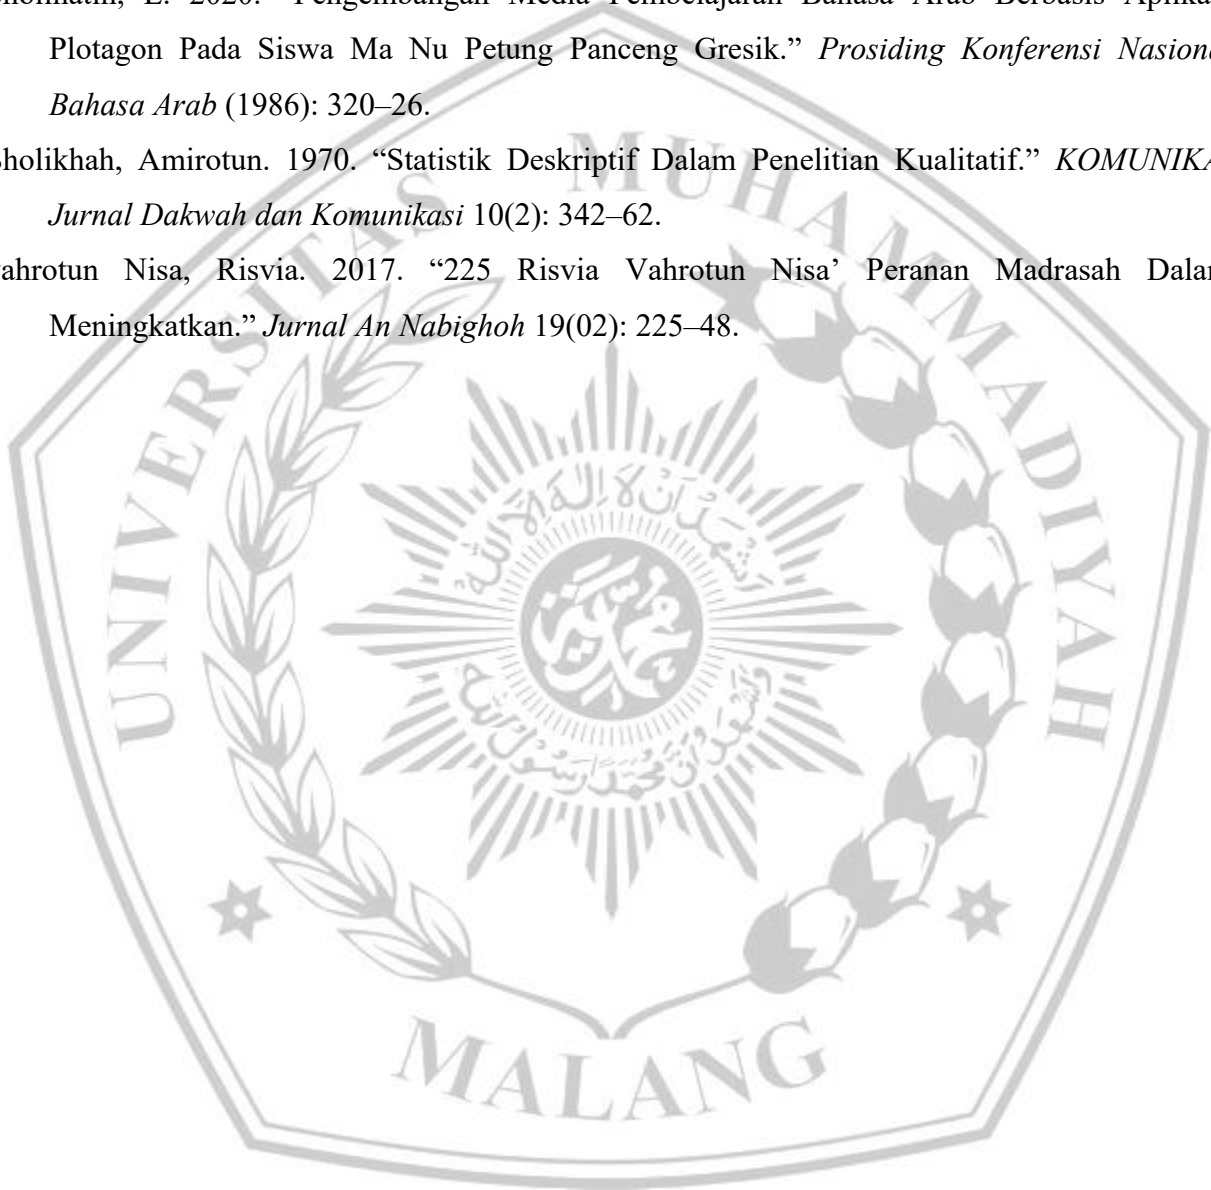 Plotagon Pada Siswa Ma Nu Petung Panceng Gresik.” Prosiding Konferensi Nasional
Bahasa Arab (1986): 320–26.
Sholikhah, Amirotun. 1970. “Statistik Deskriptif Dalam Penelitian Kualitatif.” KOMUNIKA
Jurnal Dakwah dan Komunikasi 10(2): 342–62.
Vahrotun Nisa, Risvia. 2017. “225 Risvia Vahrotun Nisa’ Peranan Madrasah Dalam
Meningkatkan.” Jurnal An Nabighoh 19(02): 225–48.
UNIVERSITAS MUHAMMADIYAH
MALANG